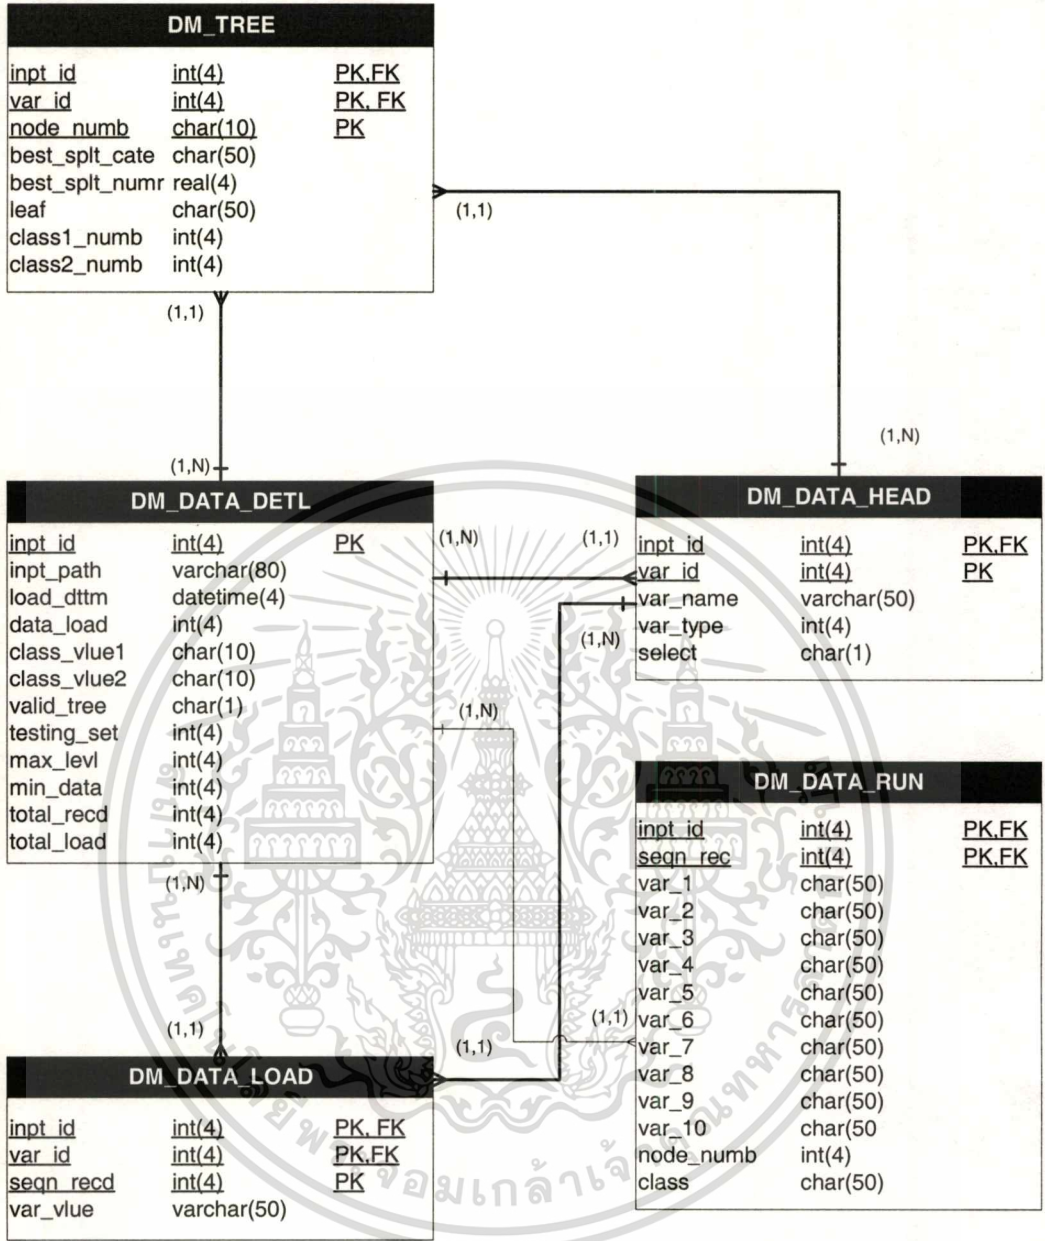 DM_TREE
inpt_id int(4) PK,FK
var_id int(4) PK, FK
node_numb char(10) PK
best_splt_cate char(50)
best_splt_numr real(4)
leaf char(50)
class1_numb int(4)
class2_numb int(4)
(1,1)
(1,1)
(1,N)
(1,N)
DM_DATA_DETL
inpt_id int(4) PK
inpt_path varchar(80)
load_dttm datetime(4)
data_load int(4)
class_vlue1 char(10)
class_vlue2 char(10)
valid_tree char(1)
testing_set int(4)
max_levl int(4)
min_data int(4)
total_recd int(4)
total_load int(4)
(1,N)
(1,1)
DM_DATA_HEAD
inpt_id int(4) PK,FK
var_id int(4) PK
var_name varchar(50)
var_type int(4)
select char(1)
(1,N)
(1,N)
(1,N)
(1,1)
(1,1)
(1,1)
DM_DATA_RUN
inpt_id int(4) PK,FK
seqn_rec int(4) PK,FK
var_1 char(50)
var_2 char(50)
var_3 char(50)
var_4 char(50)
var_5 char(50)
var_6 char(50)
var_7 char(50)
var_8 char(50)
var_9 char(50)
var_10 char(50
node_numb int(4)
class char(50)
DM_DATA_LOAD
inpt_id int(4) PK, FK
var_id int(4) PK,FK
seqn_recd int(4) PK
var_vlue varchar(50)